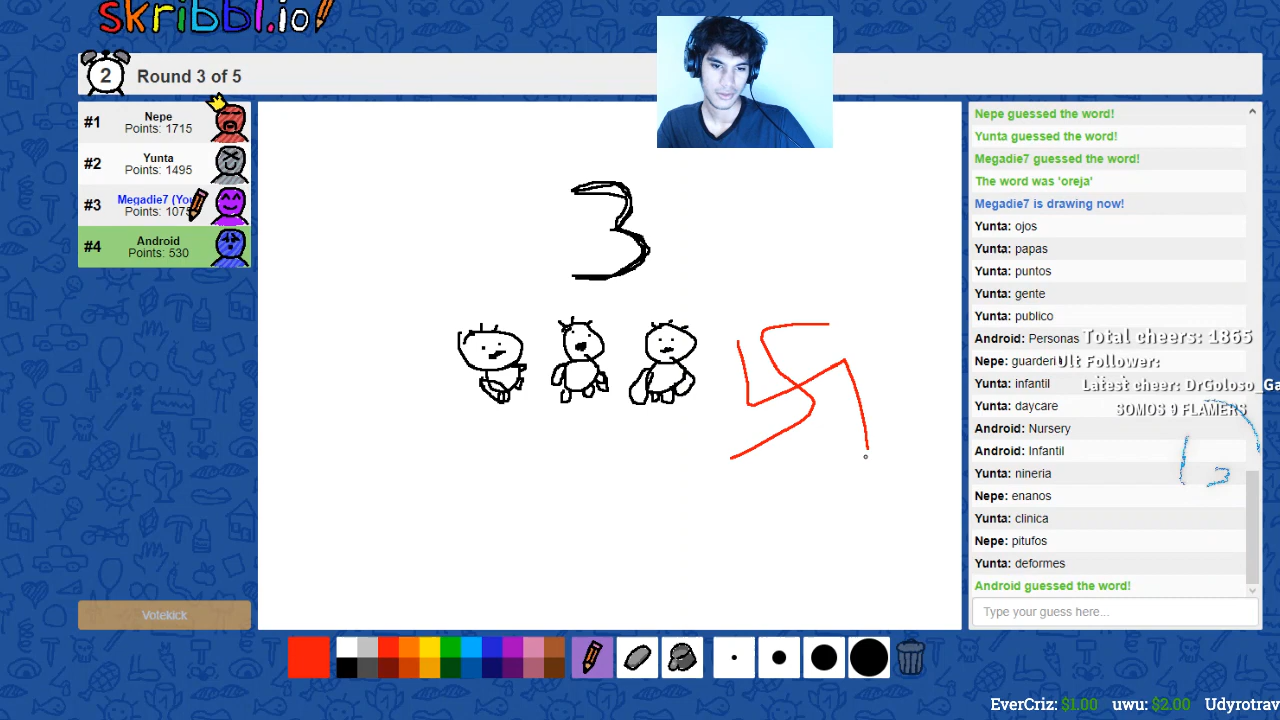 skribbl.io
2
Round 3 of 5
#1
Nepe
Points: 1715
#2
Yunta
Points: 1495
#3
Megadie7 (You
Points: 1075
#4
Android
Points: 530
Votekick
3
Nepe guessed the word!
Yunta guessed the word!
Megadie7 guessed the word!
The word was 'oreja'
Megadie7 is drawing now!
Yunta: ojos
Yunta: papas
Yunta: puntos
Yunta: gente
Yunta: publico
Android: Personas
Nepe: guarderi
Yunta: infantil
Yunta: daycare
Android: Nursery
Android: Infantil
Yunta: nineria
Nepe: enanos
Yunta: clinica
Nepe: pitufos
Yunta: deformes
Android guessed the word!
Type your guess here...
Total cheers: 1865
Ult Follower:
Latest cheer: DrGoloso_Ga
SOMOS 9 FLAMERS
EverCriz: $1.00 uwu: $2.00 Udyrotrav